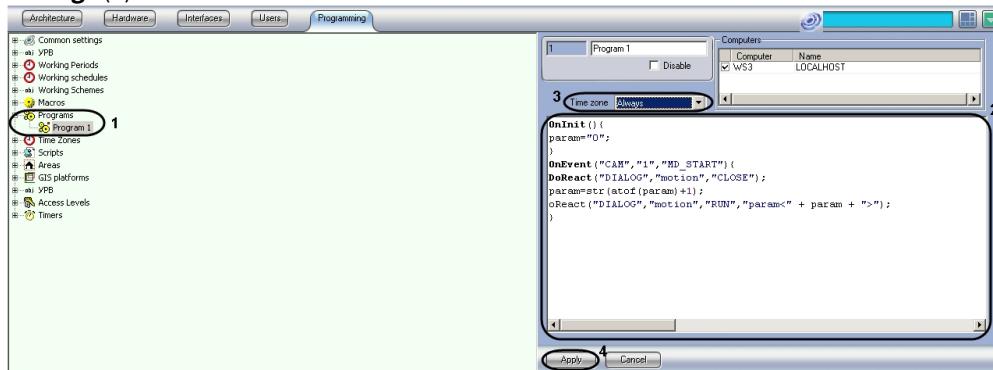 Architecture Hardware Interfaces Users Programming
Common settings
УРВ
Working Periods
Working schedules
Working Schemes
Macros
Programs
Program 1
1
Time Zones
Scripts
Areas
GIS platforms
УРВ
Access Levels
Timers
1 Program 1
Disable
Computers
Computer Name
WS3 LOCALHOST
3 Time zone Always
OnInit(){
param="0";
}
OnEvent("CAM","1","MD_START"){
DoReact("DIALOG","motion","CLOSE");
param=str(atof(param)+1);
oReact("DIALOG","motion","RUN","param<" + param + ">");
}
Apply 4 Cancel